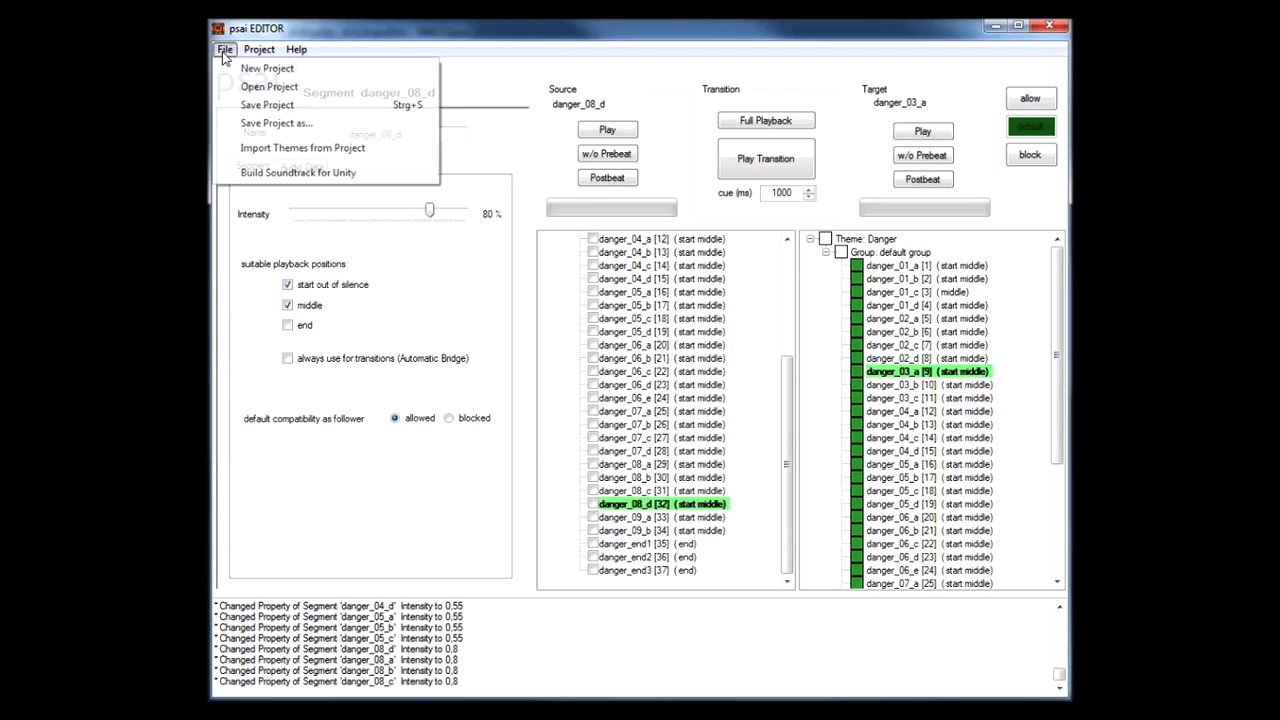 psai EDITOR
File Project Help
New Project
Open Project
Save Project Strg+S
Save Project as...
Import Themes from Project
Build Soundtrack for Unity
psai
Segment danger_08_d
Name danger_08_d
Segment Audio Data
Intensity 80 %
suitable playback positions:
start out of silence
middle
end
always use for transitions (Automatic Bridge)
default compatibility as follower allowed blocked
Source
danger_08_d
Play
w/o Prebeat
Postbeat
Transition
Full Playback
Play Transition
cue (ms) 1000
Target
danger_03_a
Play
w/o Prebeat
Postbeat
allow
default
block
danger_04_a [12] ( start middle)
danger_04_b [13] ( start middle)
danger_04_c [14] ( start middle)
danger_04_d [15] ( start middle)
danger_05_a [16] ( start middle)
danger_05_b [17] ( start middle)
danger_05_c [18] ( start middle)
danger_05_d [19] ( start middle)
danger_06_a [20] ( start middle)
danger_06_b [21] ( start middle)
danger_06_c [22] ( start middle)
danger_06_d [23] ( start middle)
danger_06_e [24] ( start middle)
danger_07_a [25] ( start middle)
danger_07_b [26] ( start middle)
danger_07_c [27] ( start middle)
danger_07_d [28] ( start middle)
danger_08_a [29] ( start middle)
danger_08_b [30] ( start middle)
danger_08_c [31] ( start middle)
danger_08_d [32] ( start middle)
danger_09_a [33] ( start middle)
danger_09_b [34] ( start middle)
danger_end1 [35] ( end)
danger_end2 [36] ( end)
danger_end3 [37] ( end)
Theme: Danger
Group: default group
danger_01_a [1] ( start middle)
danger_01_b [2] ( start middle)
danger_01_c [3] ( middle)
danger_01_d [4] ( start middle)
danger_02_a [5] ( start middle)
danger_02_b [6] ( start middle)
danger_02_c [7] ( start middle)
danger_02_d [8] ( start middle)
danger_03_a [9] ( start middle)
danger_03_b [10] ( start middle)
danger_03_c [11] ( start middle)
danger_04_a [12] ( start middle)
danger_04_b [13] ( start middle)
danger_04_c [14] ( start middle)
danger_04_d [15] ( start middle)
danger_05_a [16] ( start middle)
danger_05_b [17] ( start middle)
danger_05_c [18] ( start middle)
danger_05_d [19] ( start middle)
danger_06_a [20] ( start middle)
danger_06_b [21] ( start middle)
danger_06_c [22] ( start middle)
danger_06_d [23] ( start middle)
danger_06_e [24] ( start middle)
danger_07_a [25] ( start middle)
* Changed Property of Segment 'danger_04_d' Intensity to 0,55
* Changed Property of Segment 'danger_05_a' Intensity to 0,55
* Changed Property of Segment 'danger_05_b' Intensity to 0,55
* Changed Property of Segment 'danger_05_c' Intensity to 0,55
* Changed Property of Segment 'danger_08_d' Intensity to 0,8
* Changed Property of Segment 'danger_08_a' Intensity to 0,8
* Changed Property of Segment 'danger_08_b' Intensity to 0,8
* Changed Property of Segment 'danger_08_c' Intensity to 0,8